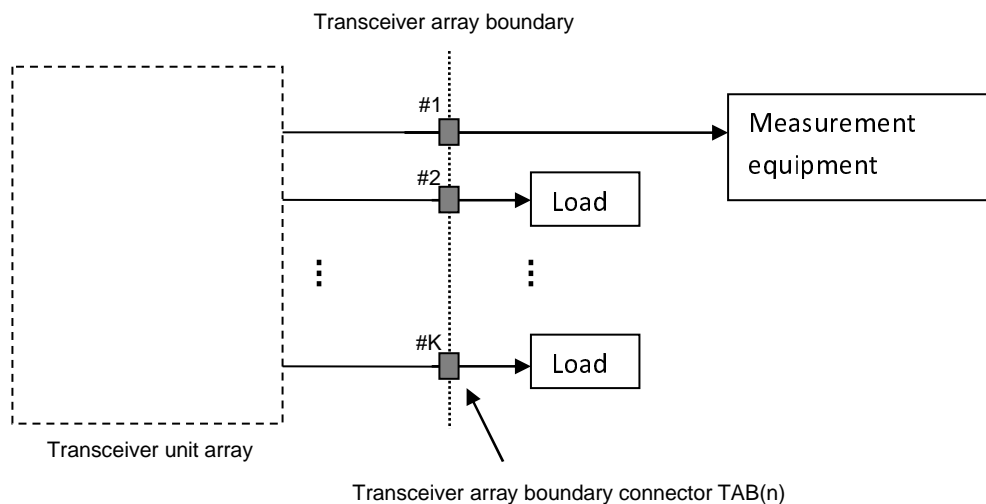 Transceiver array boundary
#1
Measurement
equipment
#2
Load
#K
Load
Transceiver unit array
Transceiver array boundary connector TAB(n)